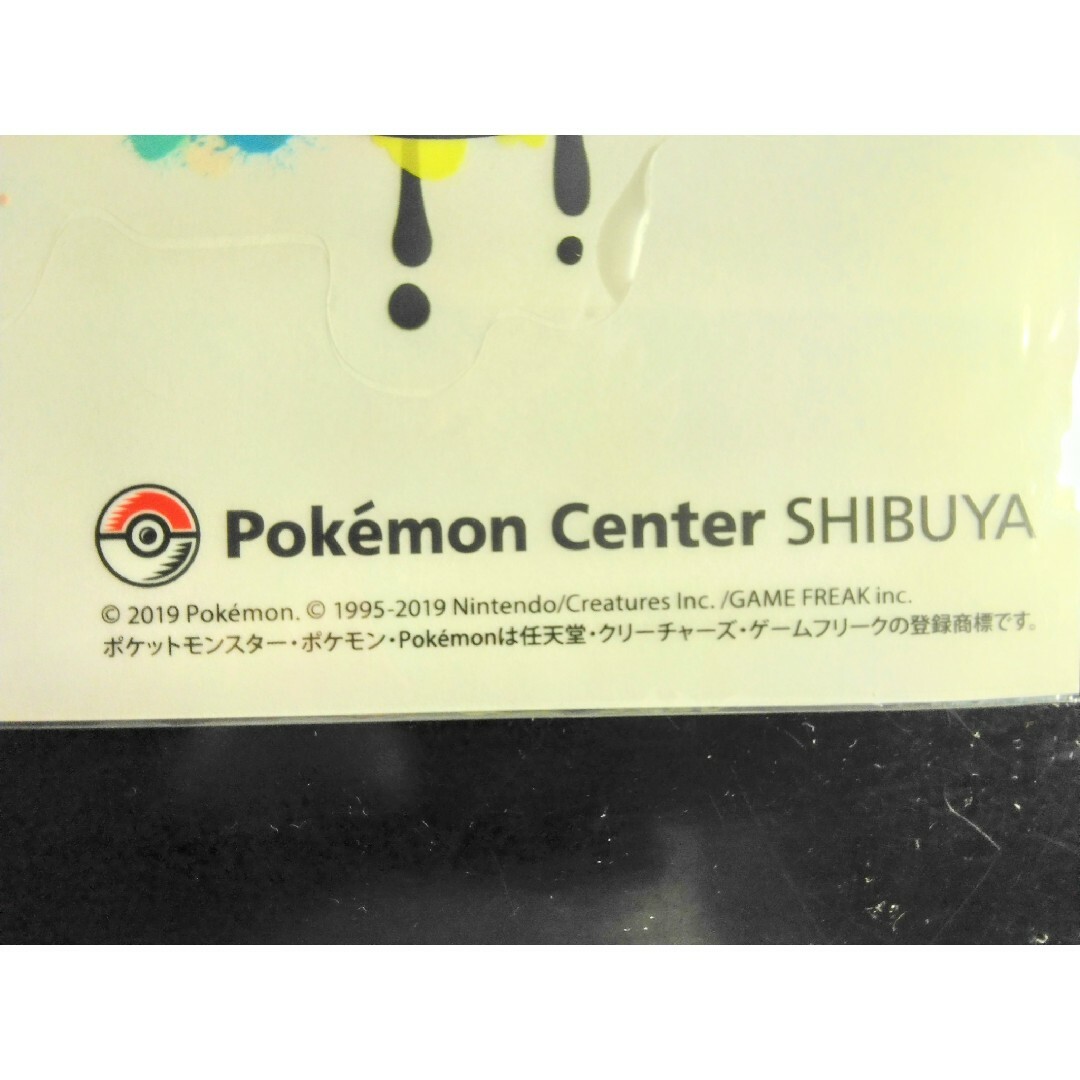 Pokémon Center SHIBUYA
© 2019 Pokémon. © 1995-2019 Nintendo/Creatures Inc. /GAME FREAK inc.
ポケットモンスター・ポケモン・Pokémonは任天堂・クリーチャーズ・ゲームフリークの登録商標です。